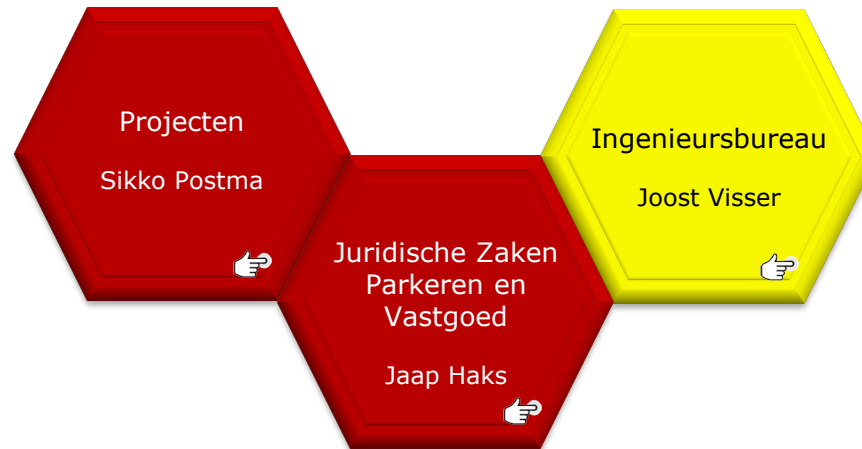 Projecten
Sikko Postma
Juridische Zaken
Parkeren en
Vastgoed
Jaap Haks
Ingenieursbureau
Joost Visser